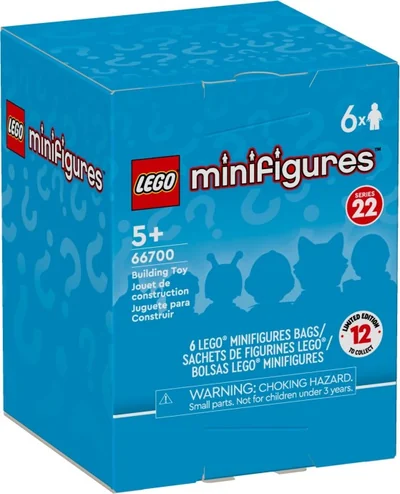 LEGO
minifigures
6x
LEGO
minifigures™
SERIES
22
5+
66700
Building Toy
Jouet de
construction
Juguete para
Construir
6 LEGO® MINIFIGURES BAGS/
SACHETS DE FIGURINES LEGO®/
BOLSAS LEGO® MINIFIGURES
LIMITED EDITION
12
TO COLLECT
WARNING: CHOKING HAZARD.
Small parts. Not for children under 3 years.